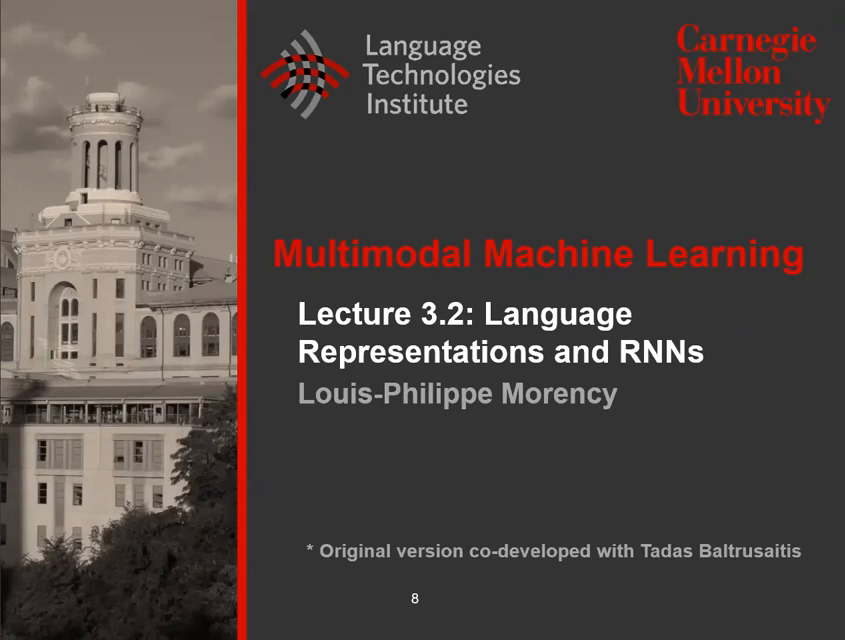 Language
Technologies
Institute
Carnegie
Mellon
University
Multimodal Machine Learning
Lecture 3.2: Language
Representations and RNNs
Louis-Philippe Morency
* Original version co-developed with Tadas Baltrusaitis
8